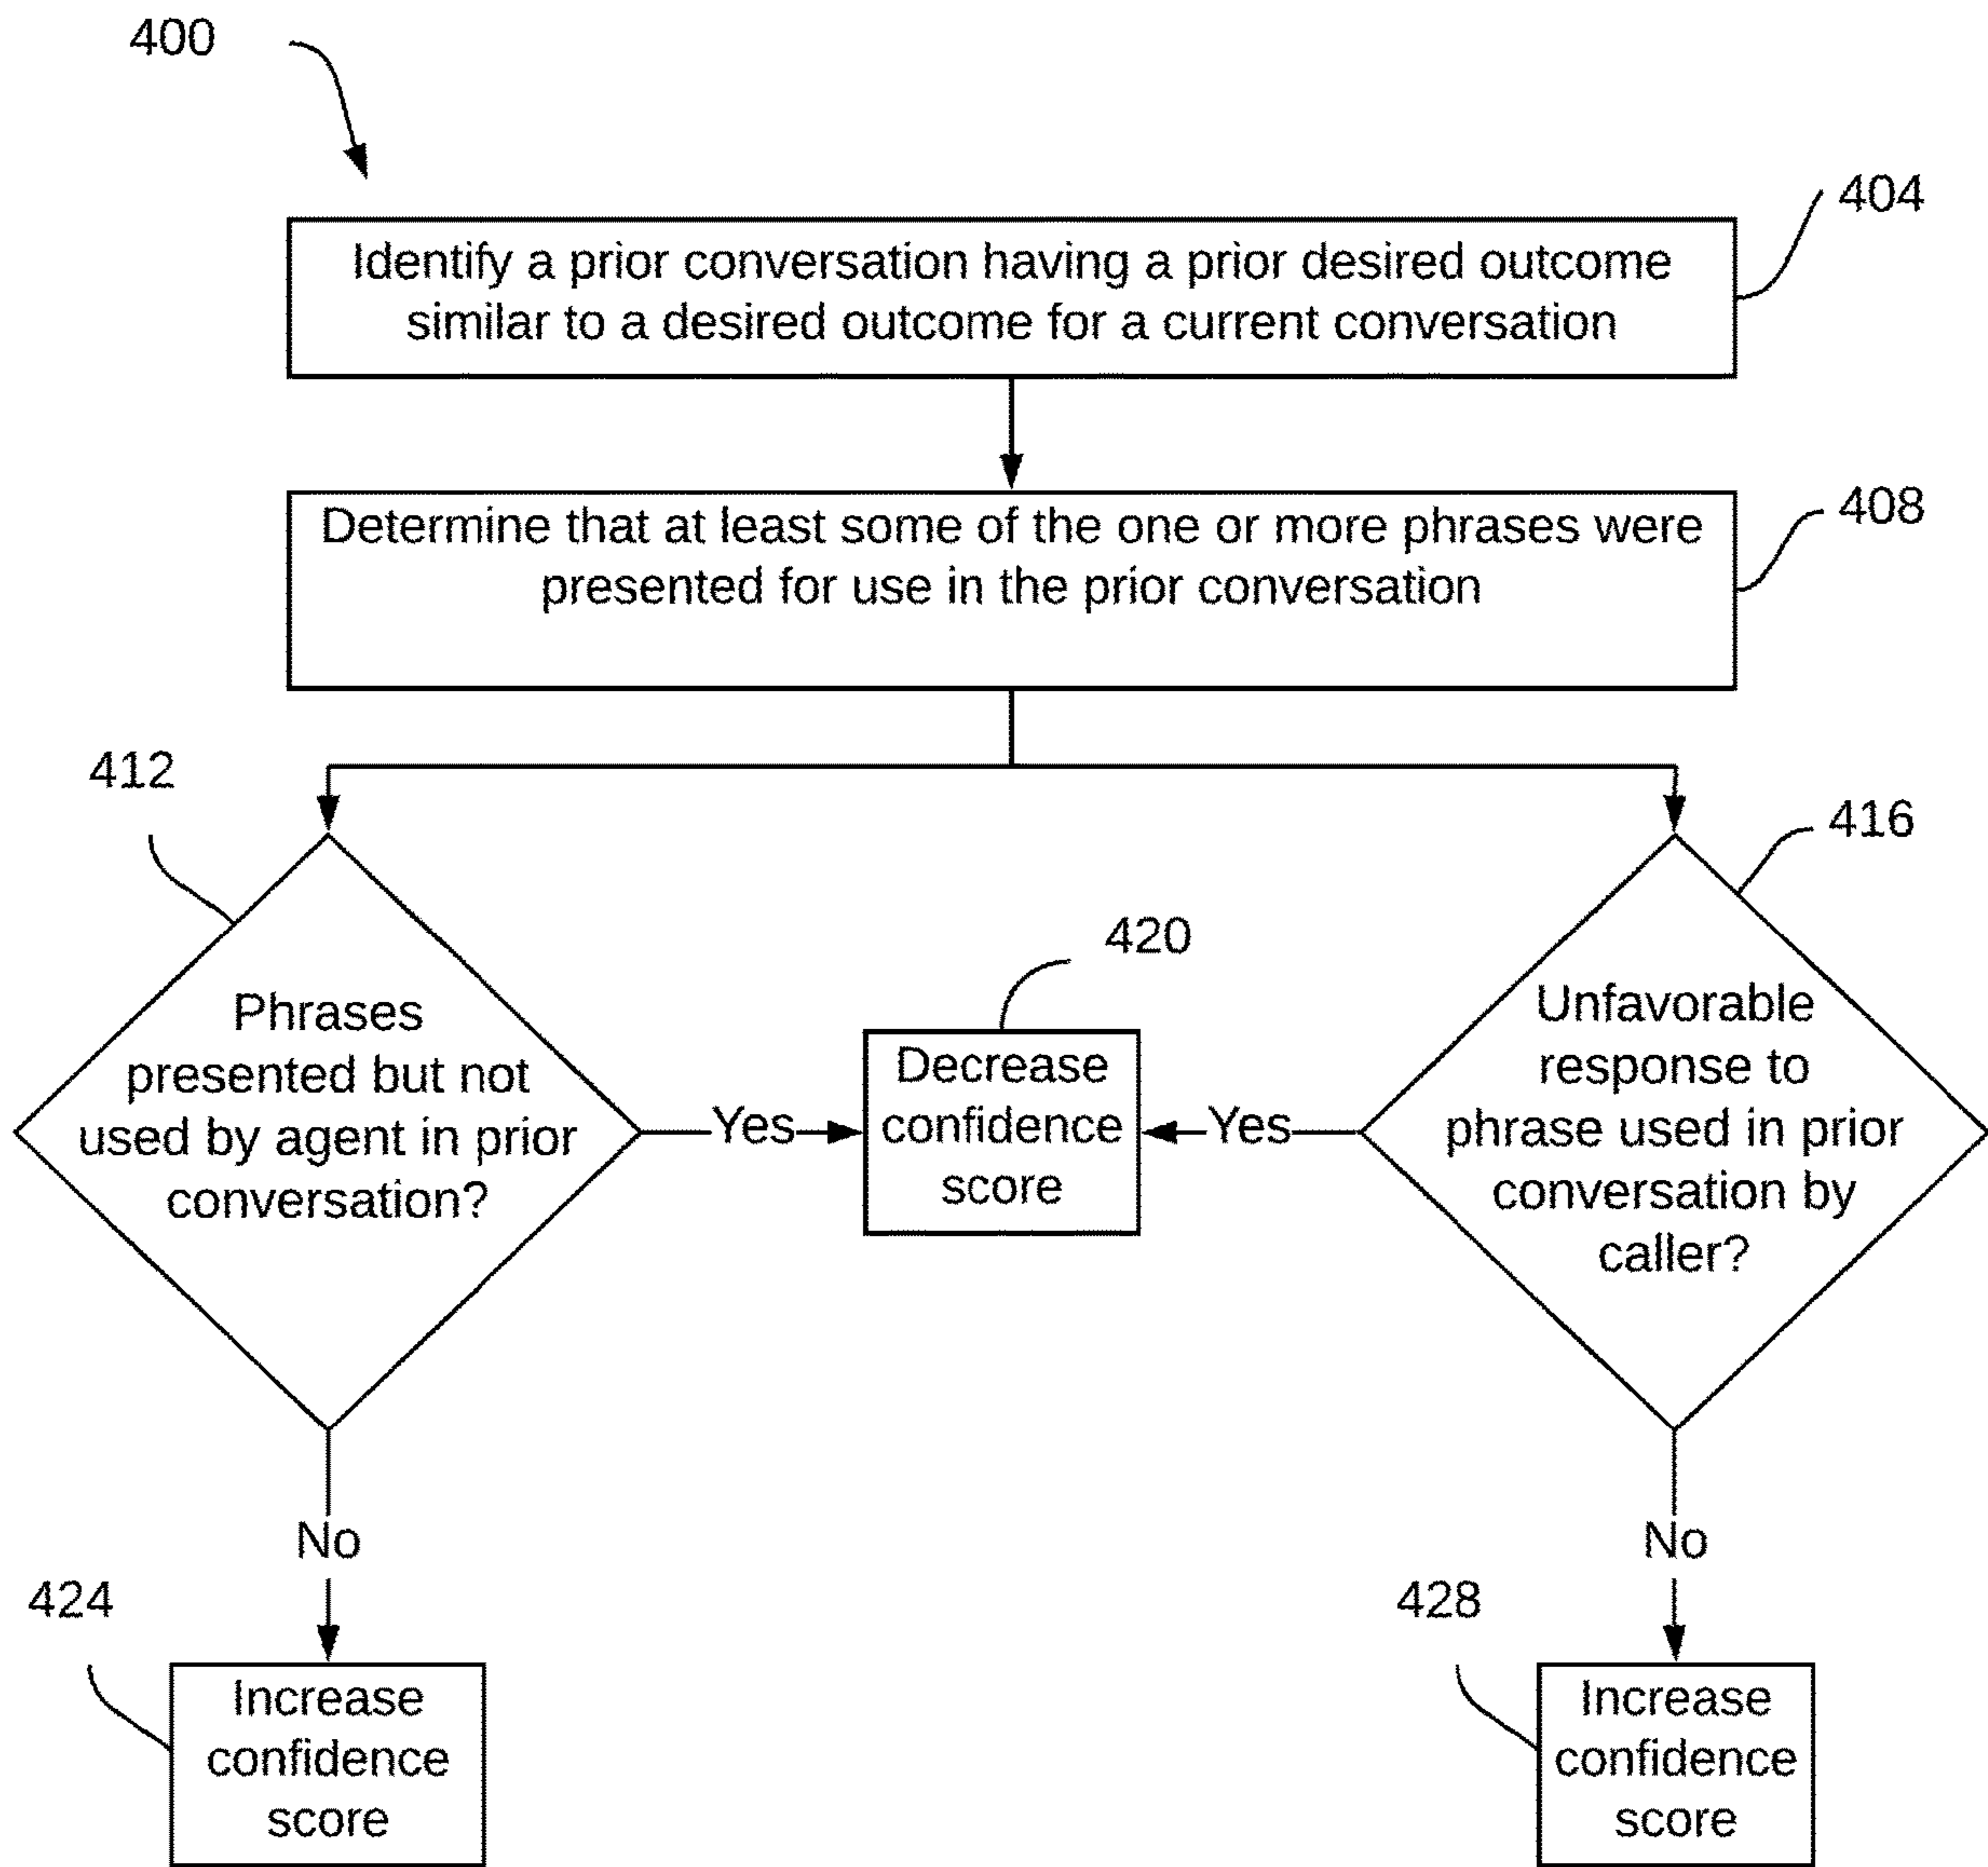 400
404
Identify a prior conversation having a prior desired outcome
similar to a desired outcome for a current conversation
408
Determine that at least some of the one or more phrases were
presented for use in the prior conversation
412
416
Phrases
presented but not
used by agent in prior
conversation?
Yes
420
Decrease
confidence
score
Yes
Unfavorable
response to
phrase used in prior
conversation by
caller?
No
No
424
Increase
confidence
score
428
Increase
confidence
score